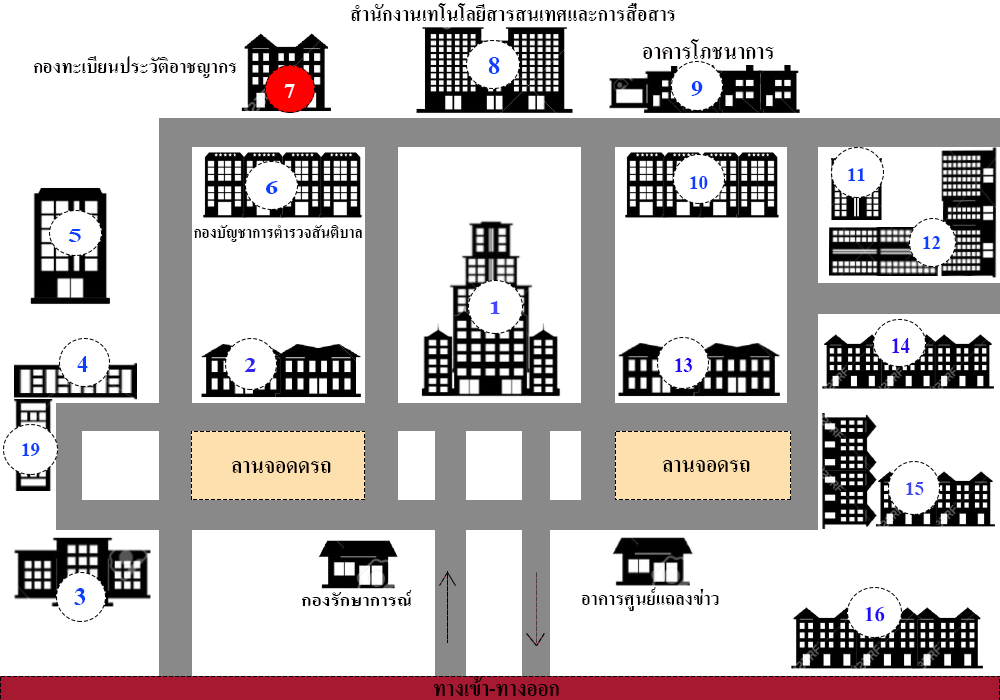 สำนักงานเทคโนโลยีสารสนเทศและการสื่อสาร
กองทะเบียนประวัติอาชญากร
อาคารโภชนาการ
7
8
9
6
10
11
กองบัญชาการตำรวจสันติบาล
5
12
1
4
2
13
14
19
ลานจอดดรถ
ลานจอดรถ
15
3
กองรักษาการณ์
อาคารศูนย์แถลงข่าว
16
ทางเข้า-ทางออก